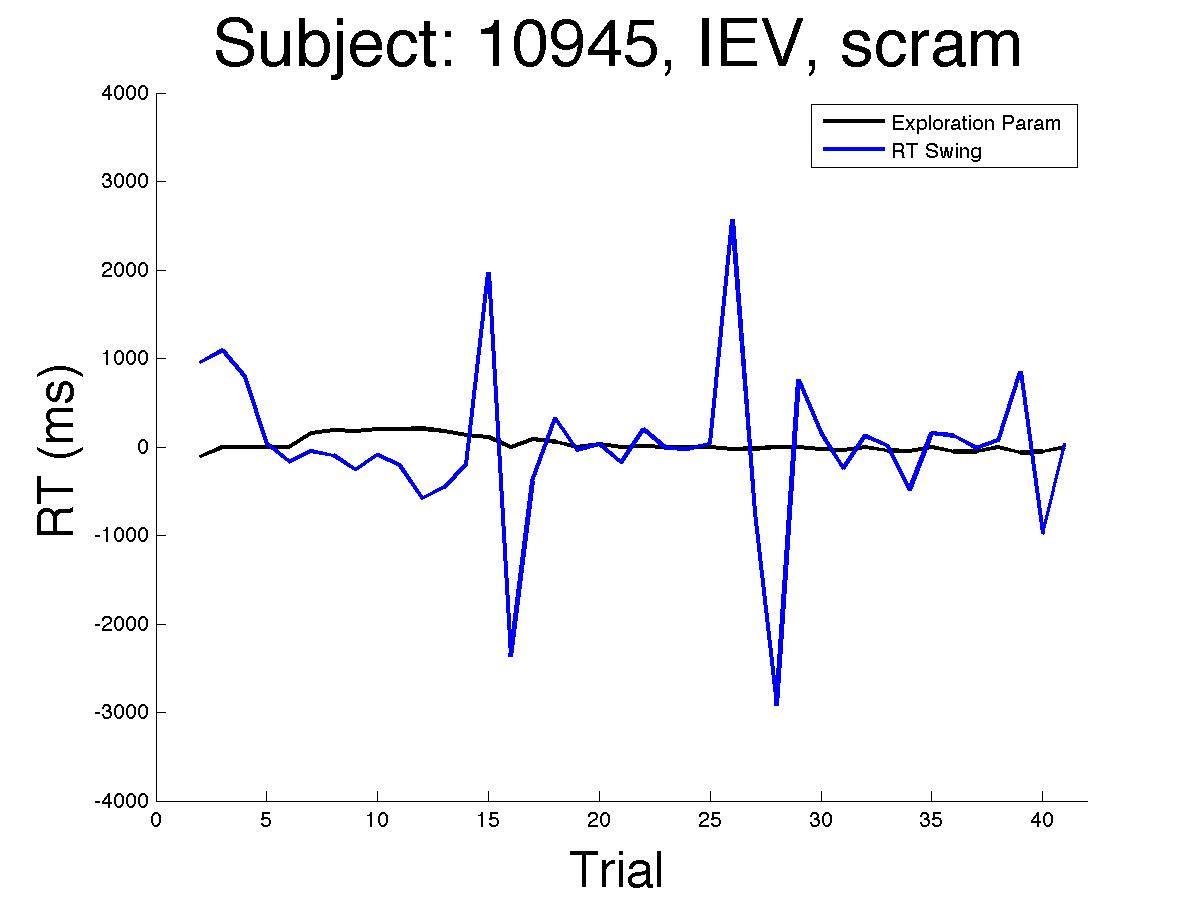 Subject: 10945, IEV, scram
Exploration Param
RT Swing
4000
3000
2000
1000
0
-1000
-2000
-3000
-4000
RT (ms)
0 5 10 15 20 25 30 35 40
Trial